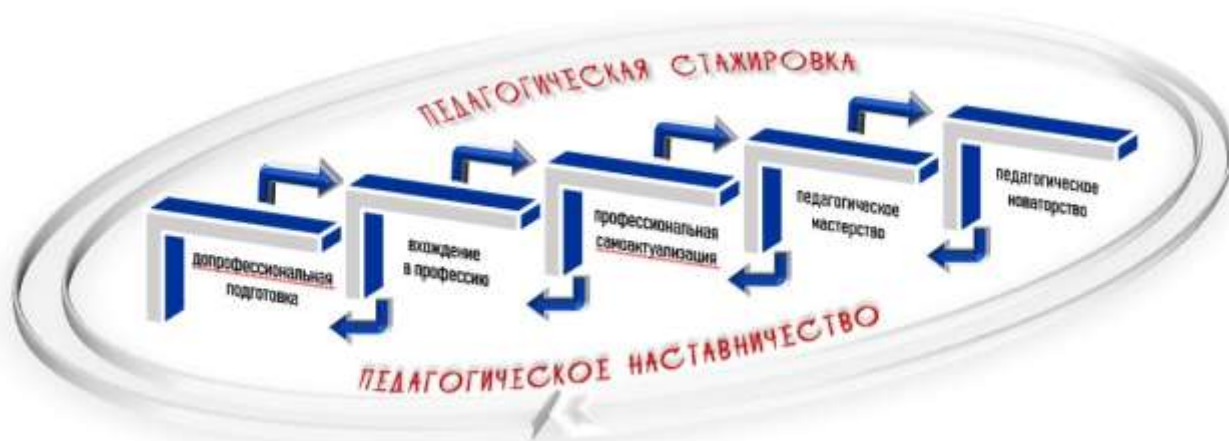 ПЕДАГОГИЧЕСКАЯ СТАЖИРОВКА
допрофессиональная
подготовка
вхождение
в профессию
профессиональная
самоактуализация
педагогическое
мастерство
педагогическое
новаторство
ПЕДАГОГИЧЕСКОЕ НАСТАВНИЧЕСТВО